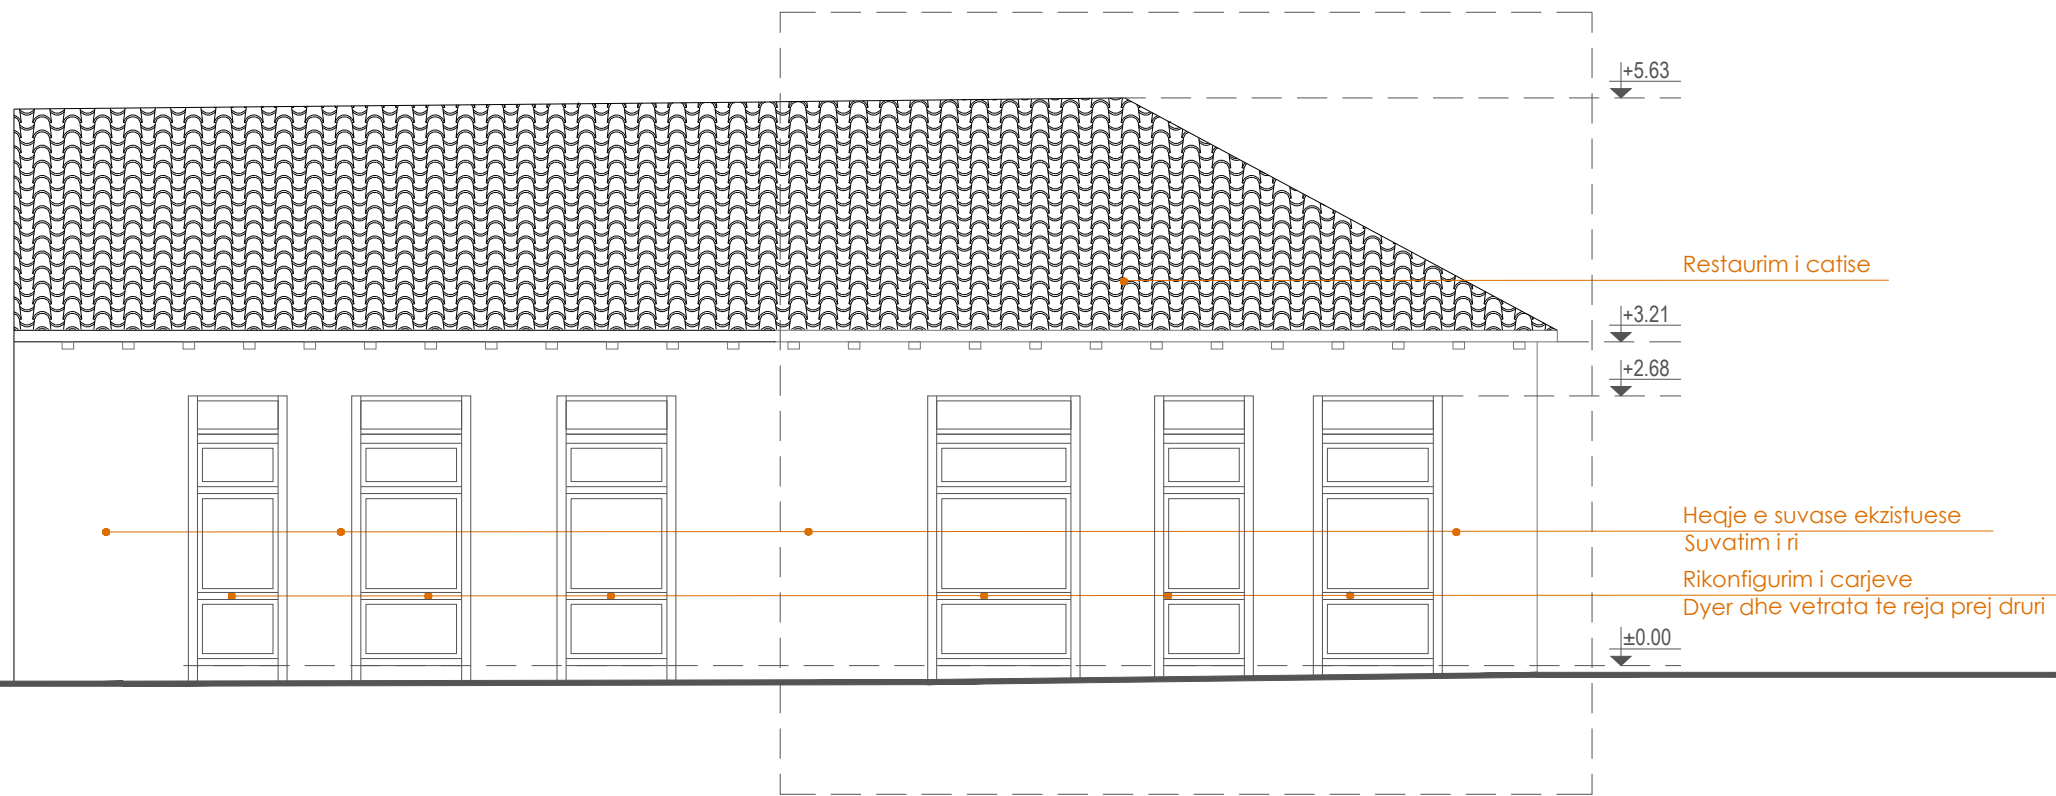 +5.63
Restaurim i catise
+3.21
+2.68
Heqje e suvase ekzistuese
Suvatim i ri
Rikonfigurim i carjeve
Dyer dhe vetrata te reja prej druri
±0.00